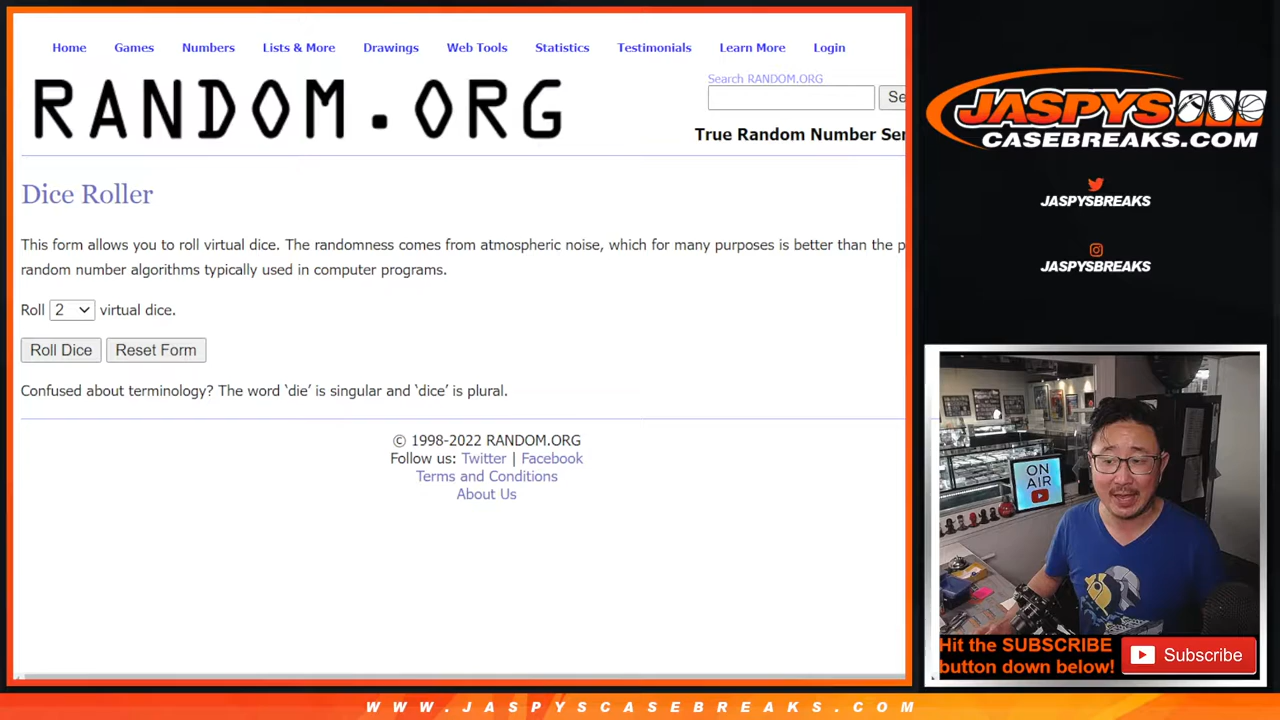 Home Games Numbers Lists & More Drawings Web Tools Statistics Testimonials Learn More Login
RANDOM.ORG
Search RANDOM.ORG
Se
True Random Number Ser
Dice Roller
This form allows you to roll virtual dice. The randomness comes from atmospheric noise, which for many purposes is better than the p
random number algorithms typically used in computer programs.
Roll 2 virtual dice.
Roll Dice Reset Form
Confused about terminology? The word ‘die’ is singular and ‘dice’ is plural.
© 1998-2022 RANDOM.ORG
Follow us: Twitter | Facebook
Terms and Conditions
About Us
JASPYS
CASEBREAKS.COM
JASPYSBREAKS
JASPYSBREAKS
ON
AIR
Hit the SUBSCRIBE
button down below!
Subscribe
WWW.JASPYSCASEBREAKS.COM